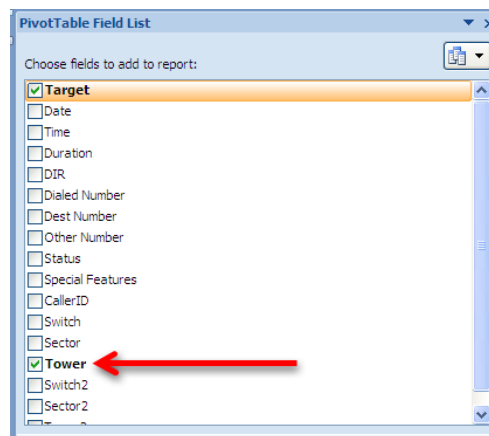 PivotTable Field List
Choose fields to add to report:
Target
Date
Time
Duration
DIR
Dialed Number
Dest Number
Other Number
Status
Special Features
CallerID
Switch
Sector
Tower
Switch2
Sector2